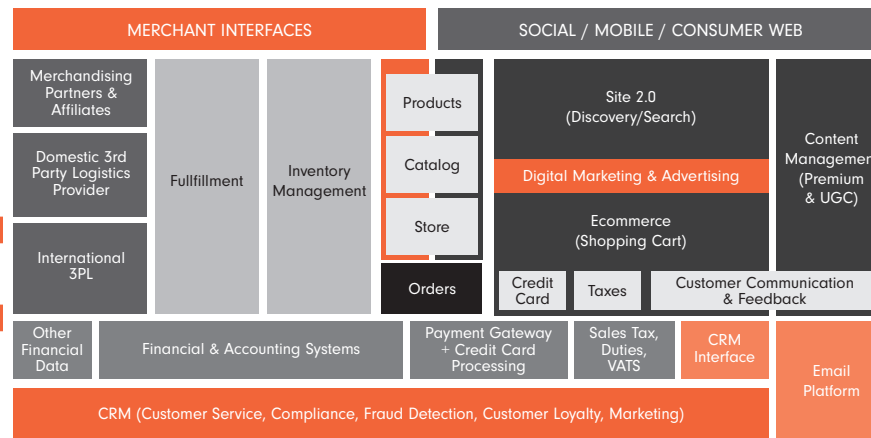 MERCHANT INTERFACES
SOCIAL / MOBILE / CONSUMER WEB
Merchandising
Partners &
Affiliates
Domestic 3rd
Party Logistics
Provider
International
3PL
Fullfillment
Inventory
Management
Products
Catalog
Store
Orders
Site 2.0
(Discovery/Search)
Digital Marketing & Advertising
Ecommerce
(Shopping Cart)
Credit
Card
Taxes
Customer Communication
& Feedback
Content
Managemen
(Premium
& UGC)
Other
Financial
Data
Financial & Accounting Systems
Payment Gateway
+ Credit Card
Processing
Sales Tax,
Duties,
VATS
CRM
Interface
Email
Platform
CRM (Customer Service, Compliance, Fraud Detection, Customer Loyalty, Marketing)